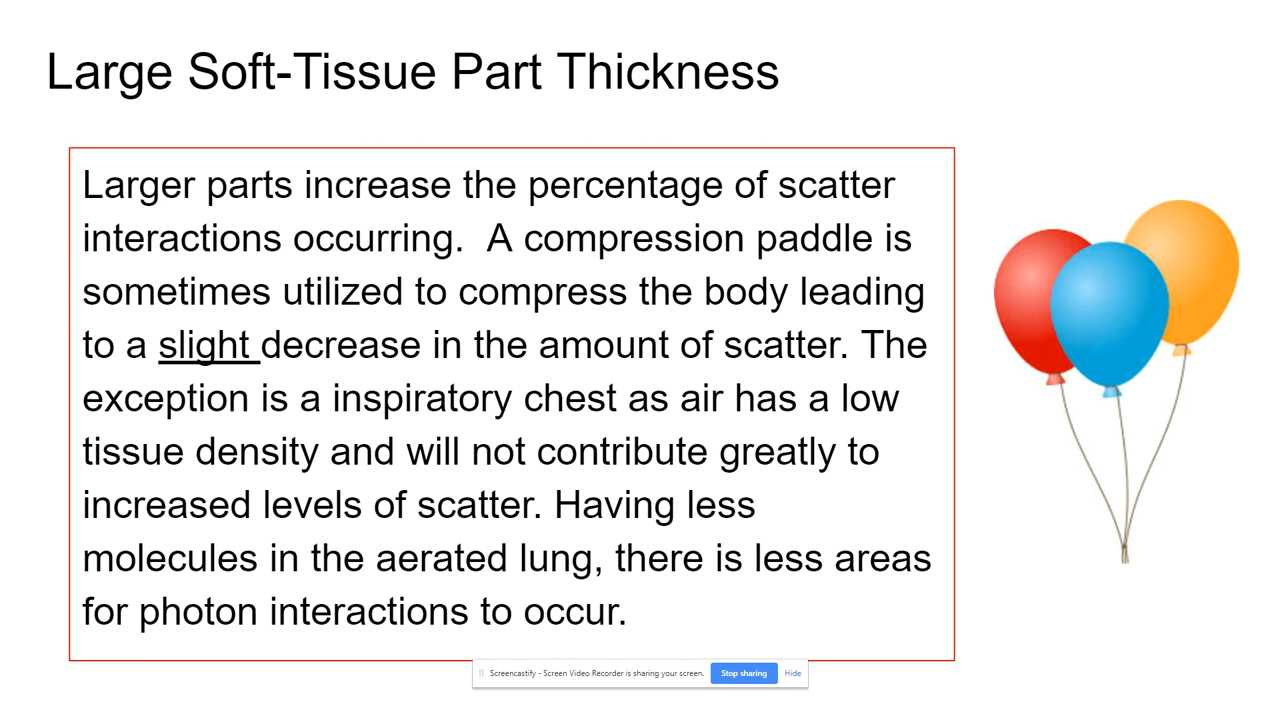 Large Soft-Tissue Part Thickness
Larger parts increase the percentage of scatter
interactions occurring.  A compression paddle is
sometimes utilized to compress the body leading
to a slight decrease in the amount of scatter. The
exception is a inspiratory chest as air has a low
tissue density and will not contribute greatly to
increased levels of scatter. Having less
molecules in the aerated lung, there is less areas
for photon interactions to occur.
Screencastify - Screen Video Recorder is sharing your screen. Stop sharing Hide